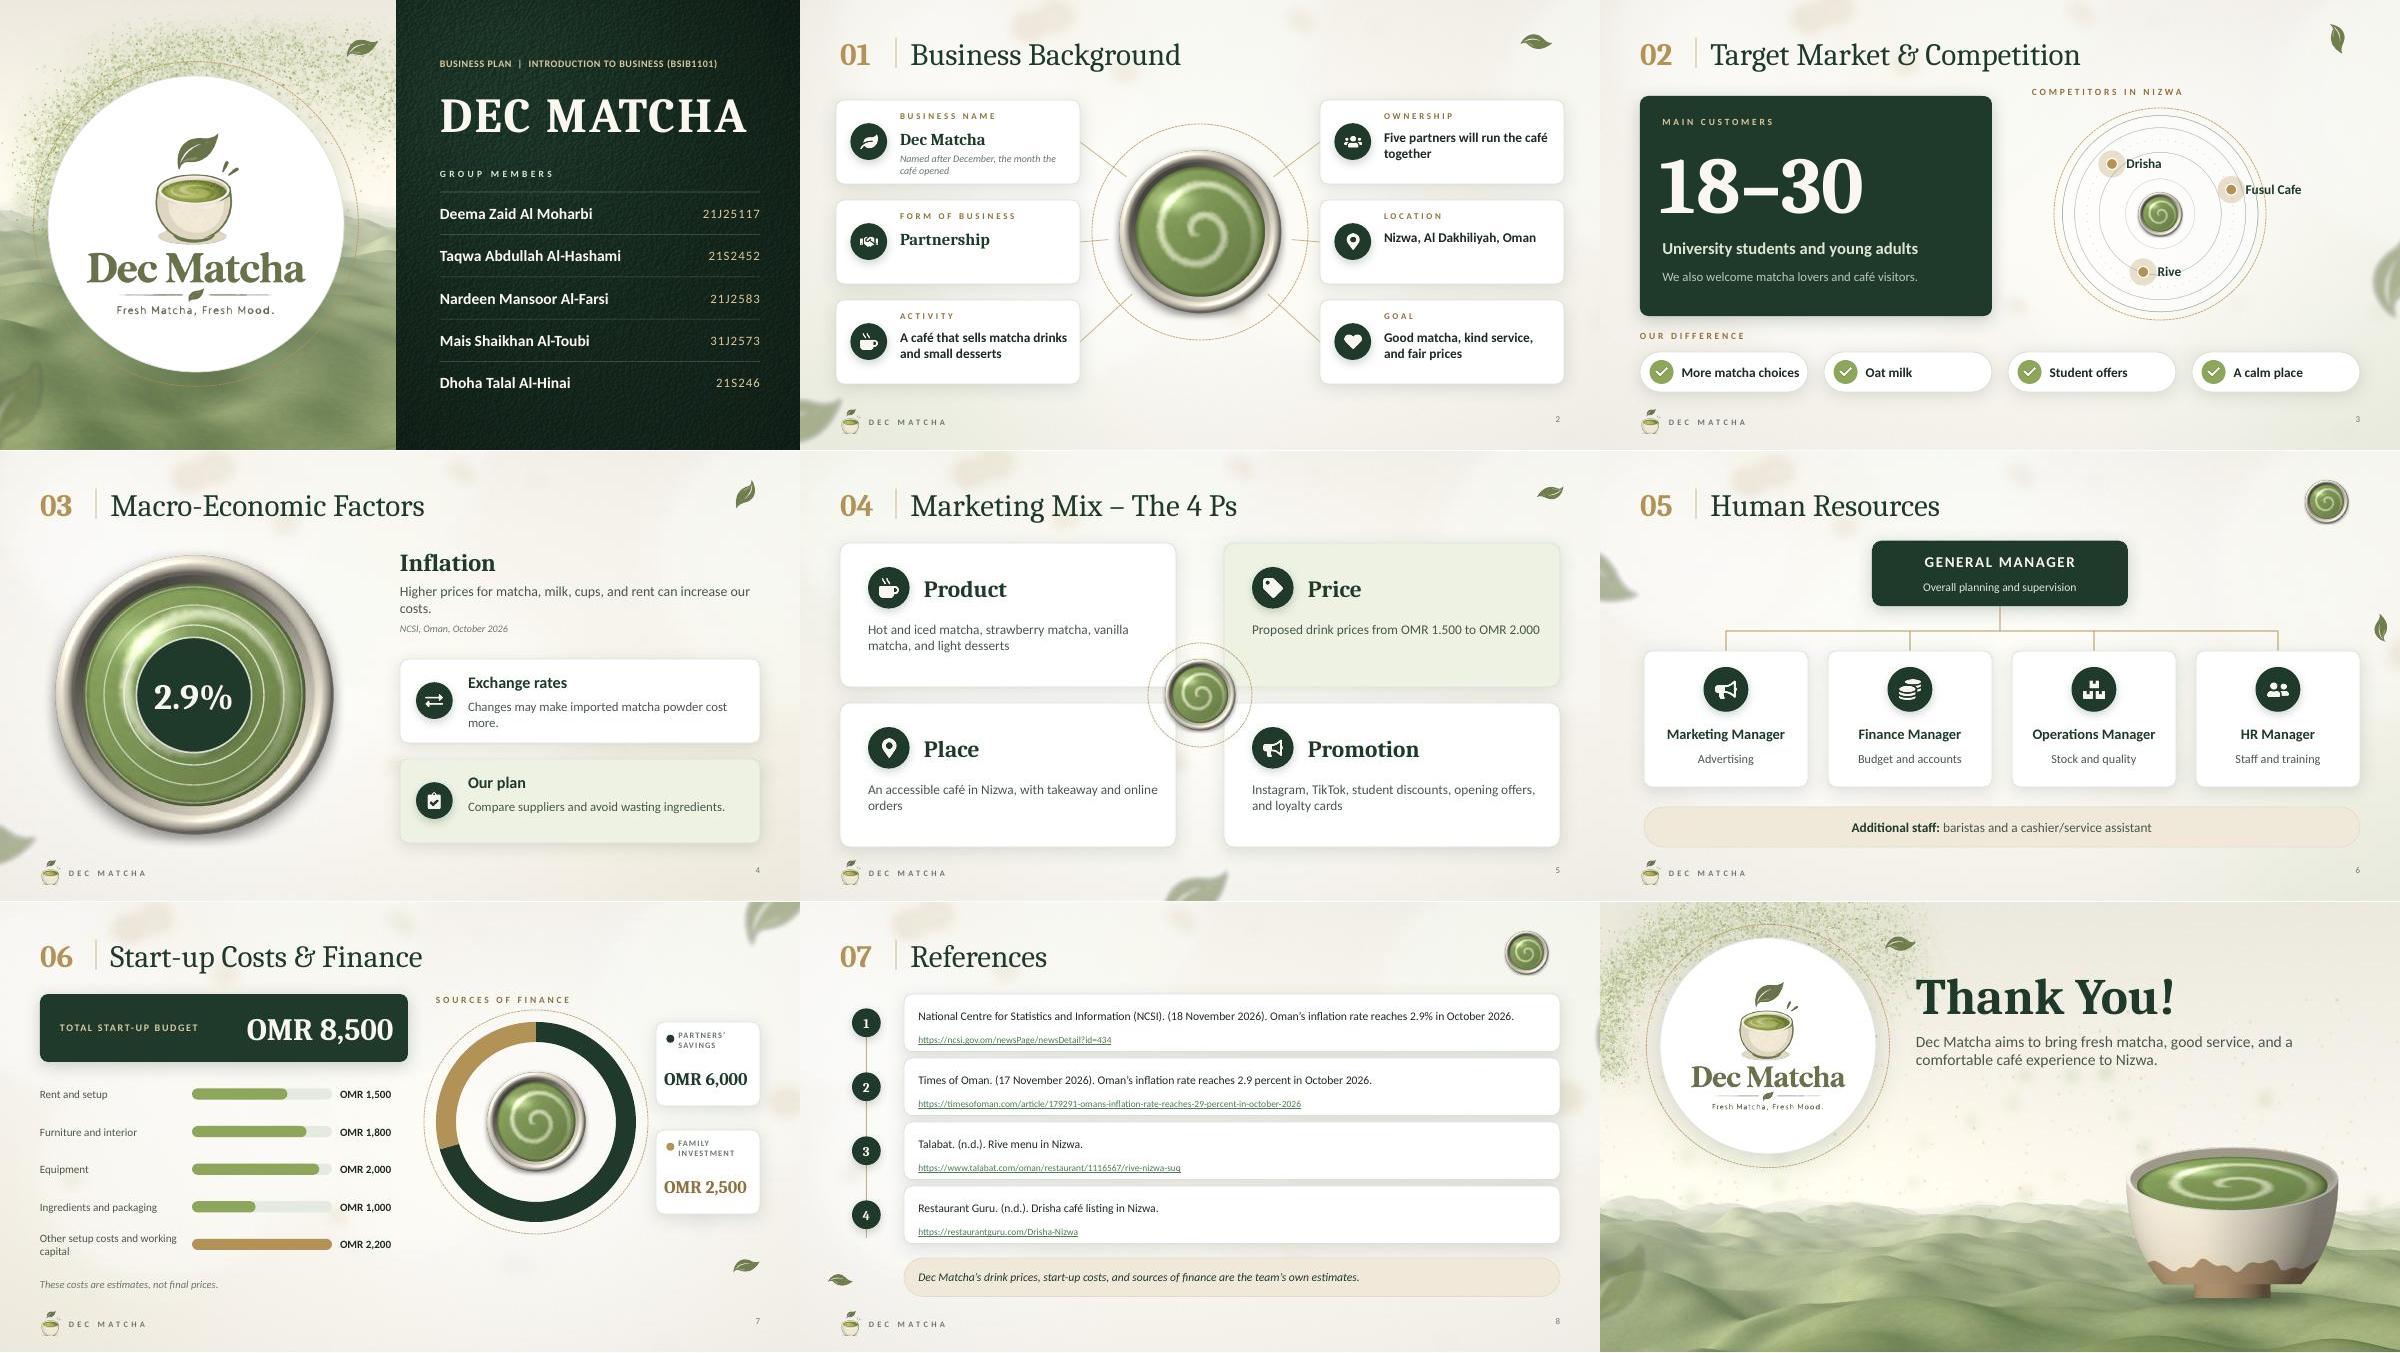 Dec Matcha
Fresh Matcha, Fresh Mood.
BUSINESS PLAN | INTRODUCTION TO BUSINESS (BSIB1101)
DEC MATCHA
GROUP MEMBERS
Deema Zaid Al Moharbi 21J25117
Taqwa Abdullah Al-Hashami 21S2452
Nardeen Mansoor Al-Farsi 21J2583
Mais Shaikhan Al-Toubi 31J2573
Dhoha Talal Al-Hinai 21S246
01 Business Background
BUSINESS NAME
Dec Matcha
Named after December, the month the
café opened
FORM OF BUSINESS
Partnership
ACTIVITY
A café that sells matcha drinks
and small desserts
OWNERSHIP
Five partners will run the café
together
LOCATION
Nizwa, Al Dakhiliyah, Oman
GOAL
Good matcha, kind service,
and fair prices
DEC MATCHA
2
02 Target Market & Competition
MAIN CUSTOMERS
18–30
University students and young adults
We also welcome matcha lovers and café visitors.
COMPETITORS IN NIZWA
Drisha
Fusul Cafe
Rive
OUR DIFFERENCE
More matcha choices
Oat milk
Student offers
A calm place
DEC MATCHA
3
03 Macro-Economic Factors
2.9%
Inflation
Higher prices for matcha, milk, cups, and rent can increase our
costs.
NCSI, Oman, October 2026
Exchange rates
Changes may make imported matcha powder cost
more.
Our plan
Compare suppliers and avoid wasting ingredients.
DEC MATCHA
4
04 Marketing Mix – The 4 Ps
Product
Hot and iced matcha, strawberry matcha, vanilla
matcha, and light desserts
Price
Proposed drink prices from OMR 1.500 to OMR 2.000
Place
An accessible café in Nizwa, with takeaway and online
orders
Promotion
Instagram, TikTok, student discounts, opening offers,
and loyalty cards
DEC MATCHA
5
05 Human Resources
GENERAL MANAGER
Overall planning and supervision
Marketing Manager
Advertising
Finance Manager
Budget and accounts
Operations Manager
Stock and quality
HR Manager
Staff and training
Additional staff: baristas and a cashier/service assistant
DEC MATCHA
6
06 Start-up Costs & Finance
TOTAL START-UP BUDGET OMR 8,500
Rent and setup OMR 1,500
Furniture and interior OMR 1,800
Equipment OMR 2,000
Ingredients and packaging OMR 1,000
Other setup costs and working
capital OMR 2,200
These costs are estimates, not final prices.
SOURCES OF FINANCE
PARTNERS'
SAVINGS
OMR 6,000
FAMILY
INVESTMENT
OMR 2,500
DEC MATCHA
7
07 References
1
National Centre for Statistics and Information (NCSI). (18 November 2026). Oman's inflation rate reaches 2.9% in October 2026.
https://ncsi.gov.om/newsPage/newsDetail?id=434
2
Times of Oman. (17 November 2026). Oman's inflation rate reaches 2.9 percent in October 2026.
https://timesofoman.com/article/179291-omans-inflation-rate-reaches-29-percent-in-october-2026
3
Talabat. (n.d.). Rive menu in Nizwa.
https://www.talabat.com/oman/restaurant/1116567/rive-nizwa-suq
4
Restaurant Guru. (n.d.). Drisha café listing in Nizwa.
https://restaurantguru.com/Drisha-Nizwa
Dec Matcha's drink prices, start-up costs, and sources of finance are the team's own estimates.
DEC MATCHA
8
Dec Matcha
Fresh Matcha, Fresh Mood.
Thank You!
Dec Matcha aims to bring fresh matcha, good service, and a
comfortable café experience to Nizwa.